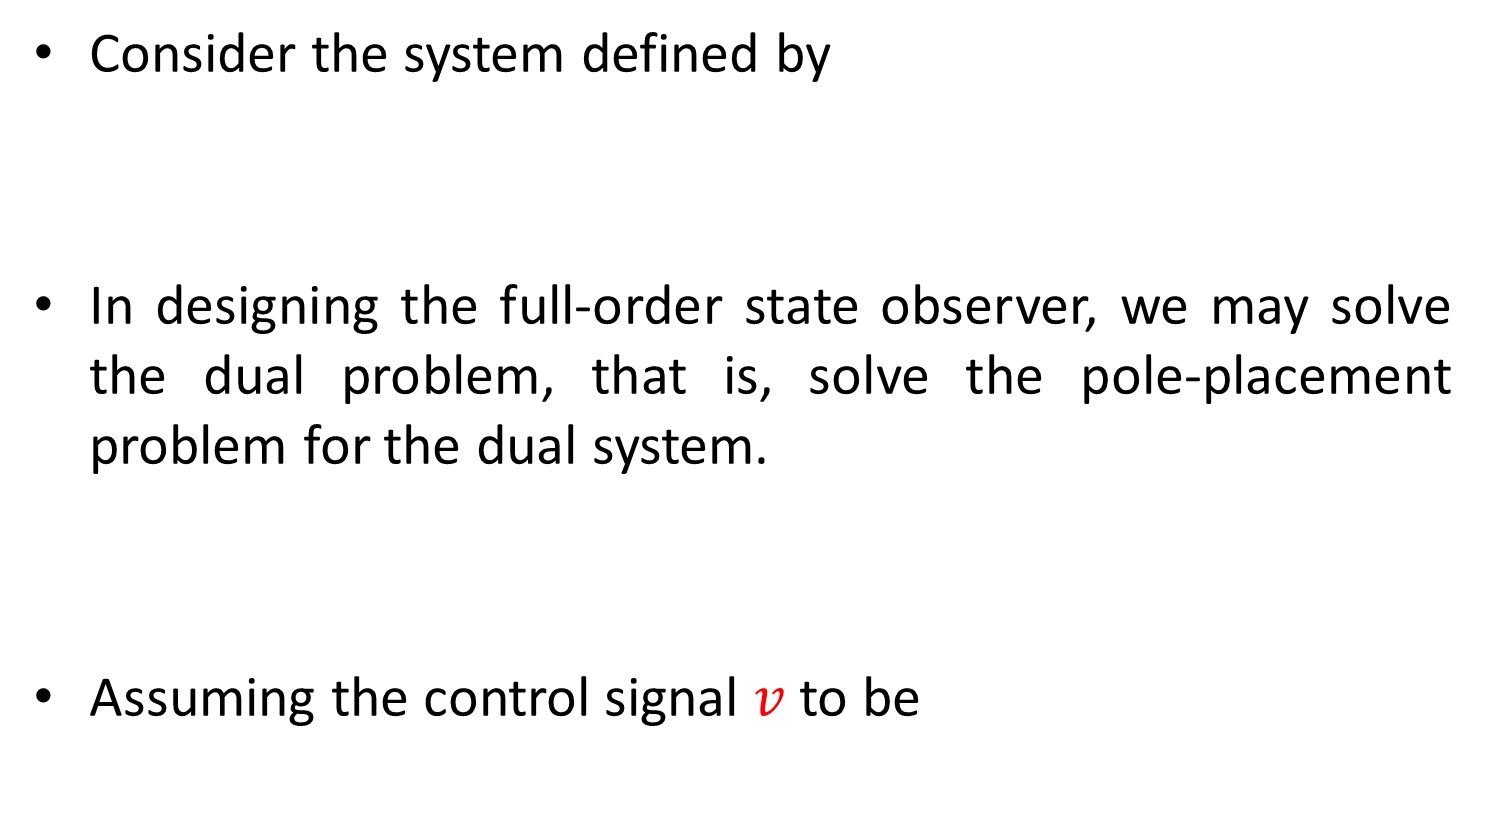 • Consider the system defined by
• In designing the full-order state observer, we may solve
the dual problem, that is, solve the pole-placement
problem for the dual system.
• Assuming the control signal 𝑣 to be